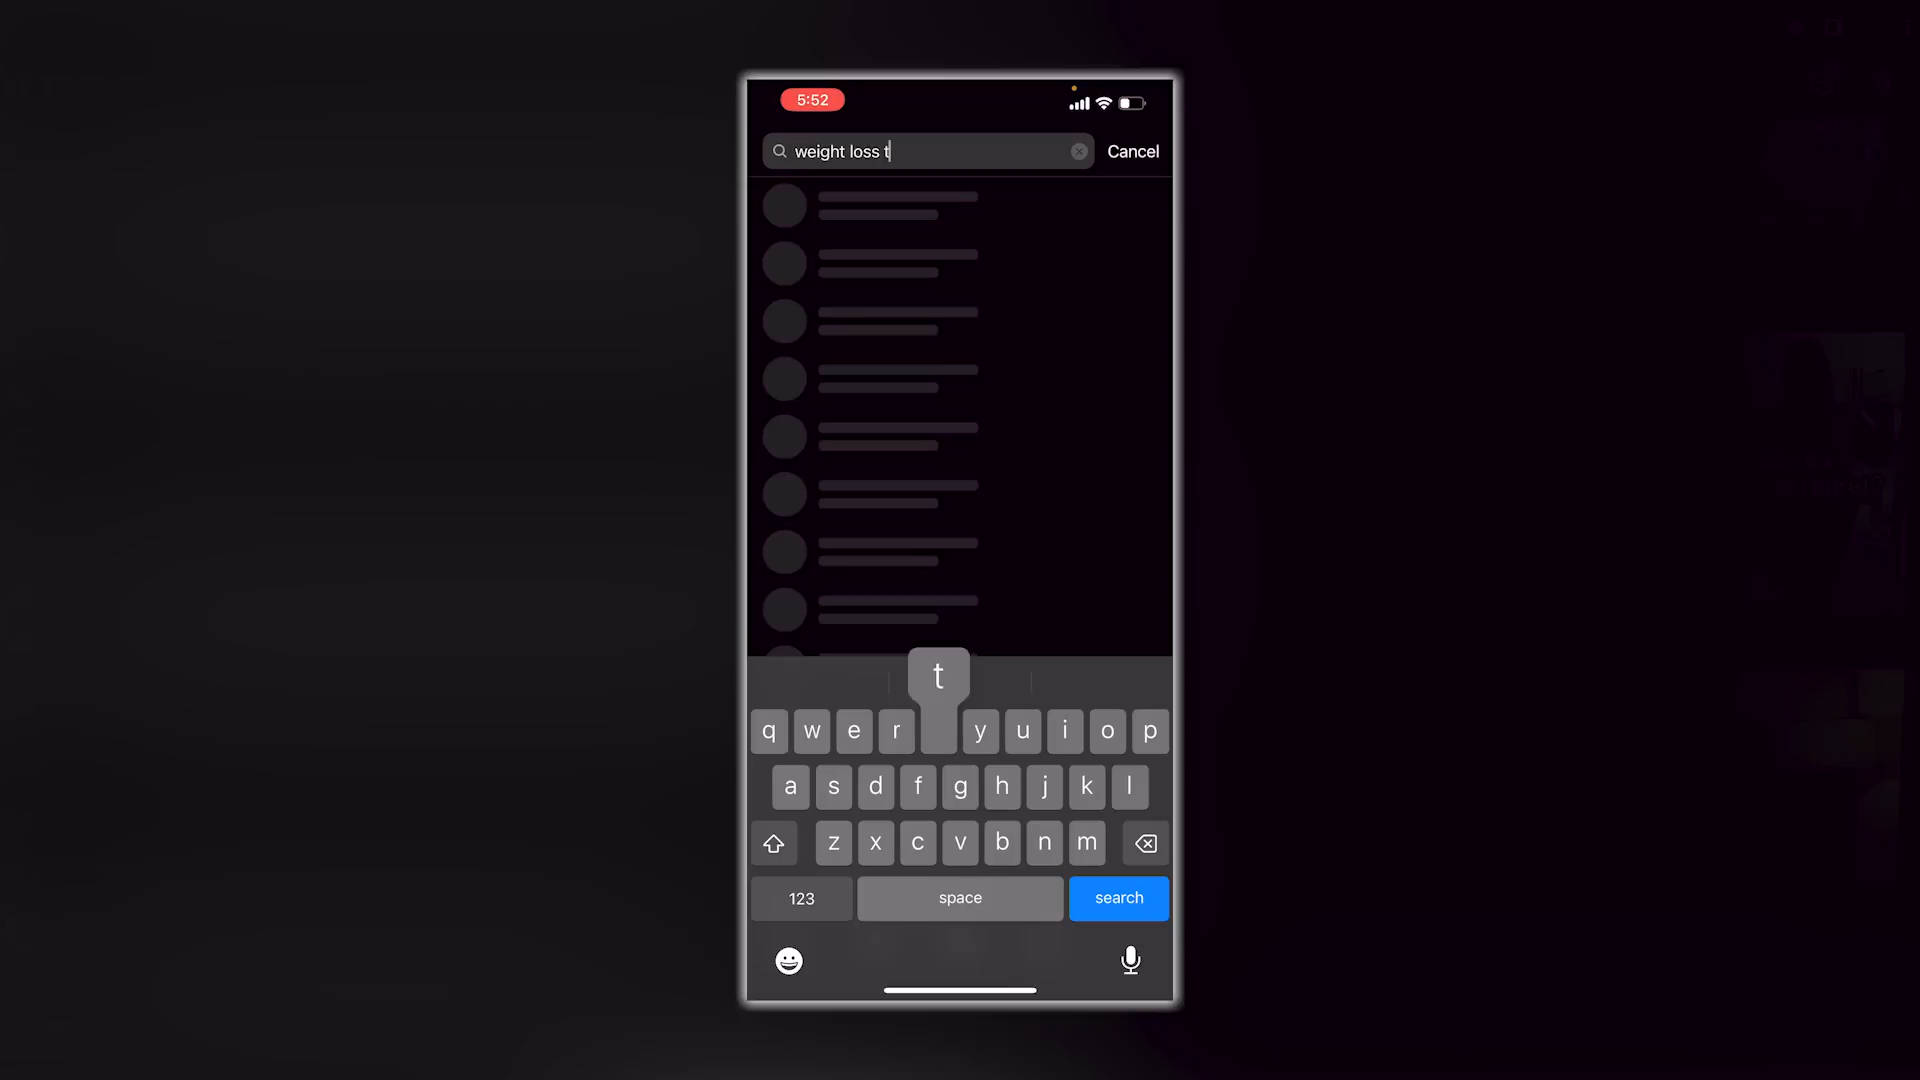 5:52
weight loss t
Cancel
t
q w e r y u i o p
a s d f g h j k l
z x c v b n m
123 space search